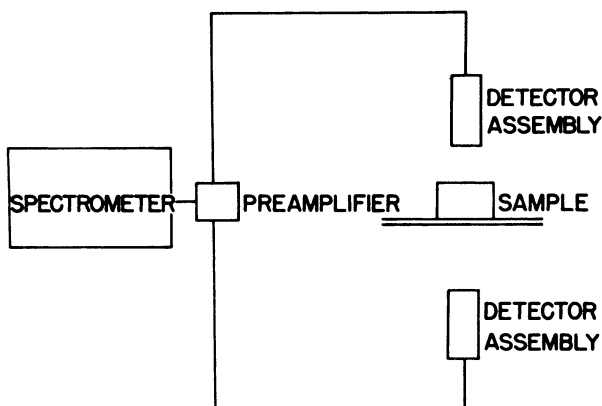 DETECTOR
ASSEMBLY
SPECTROMETER
PREAMPLIFIER
SAMPLE
DETECTOR
ASSEMBLY